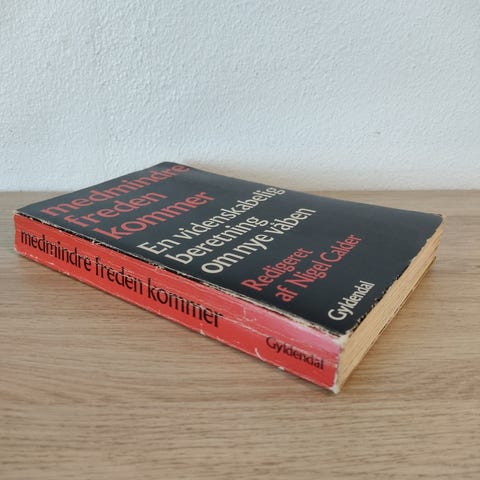 medmindre
freden
kommer
En videnskabelig
beretning
om nye våben
Redigeret
af Nigel Calder
Gyldendal
medmindre freden kommer
Gyldendal